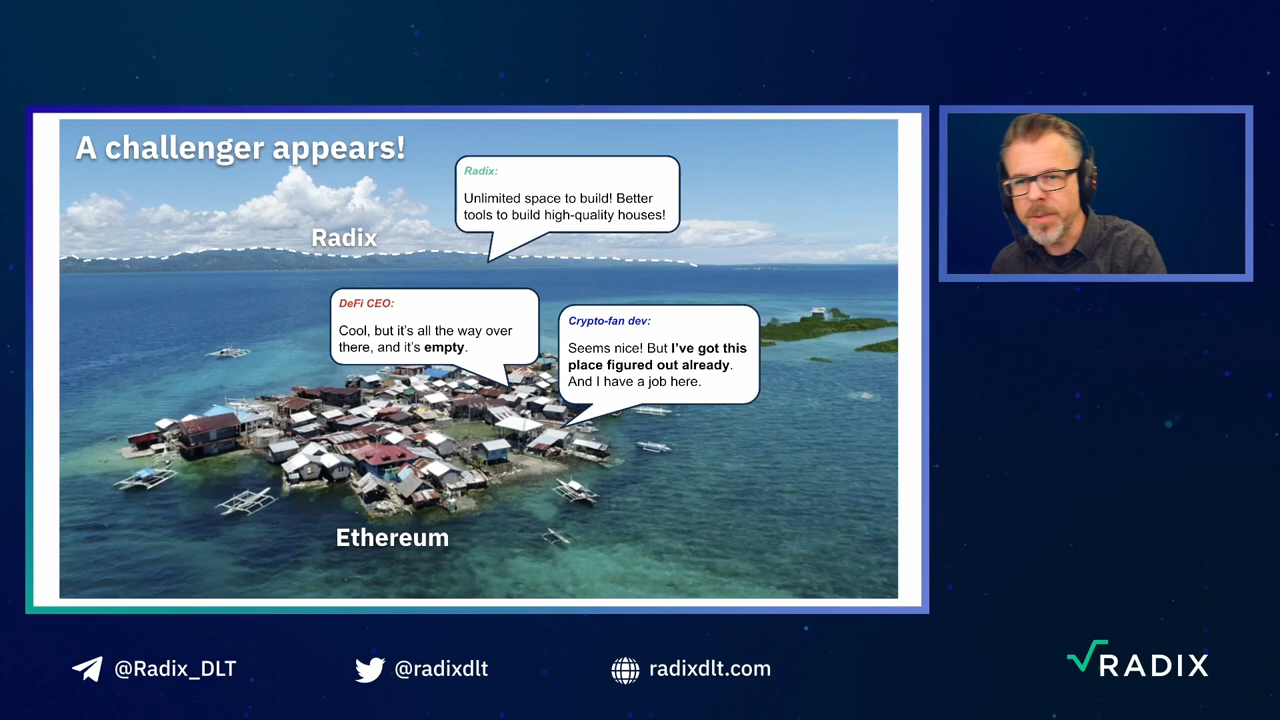 A challenger appears!
Radix:
Unlimited space to build! Better
tools to build high-quality houses!
Radix
DeFi CEO:
Cool, but it's all the way over
there, and it's empty.
Crypto-fan dev:
Seems nice! But I've got this
place figured out already.
And I have a job here.
Ethereum
@Radix_DLT
@radixdlt
radixdlt.com
RADIX